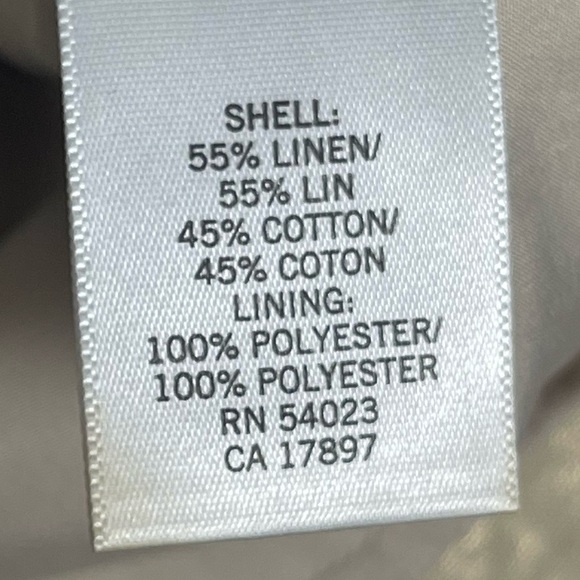 SHELL:
55% LINEN/
55% LIN
45% COTTON/
45% COTON
LINING:
100% POLYESTER/
100% POLYESTER
RN 54023
CA 17897